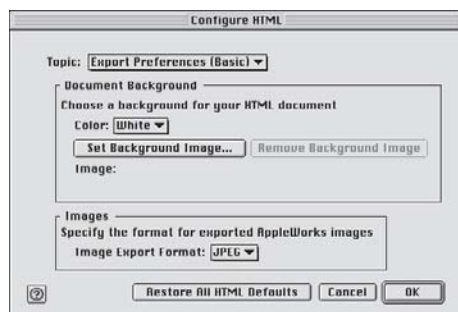 Configure HTML
Topic: Export Preferences (Basic)
Document Background
Choose a background for your HTML document
Color: White
Set Background Image... Remove Background Image
Image:
Images
Specify the format for exported AppleWorks images
Image Export Format: JPEG
? Restore All HTML Defaults Cancel OK